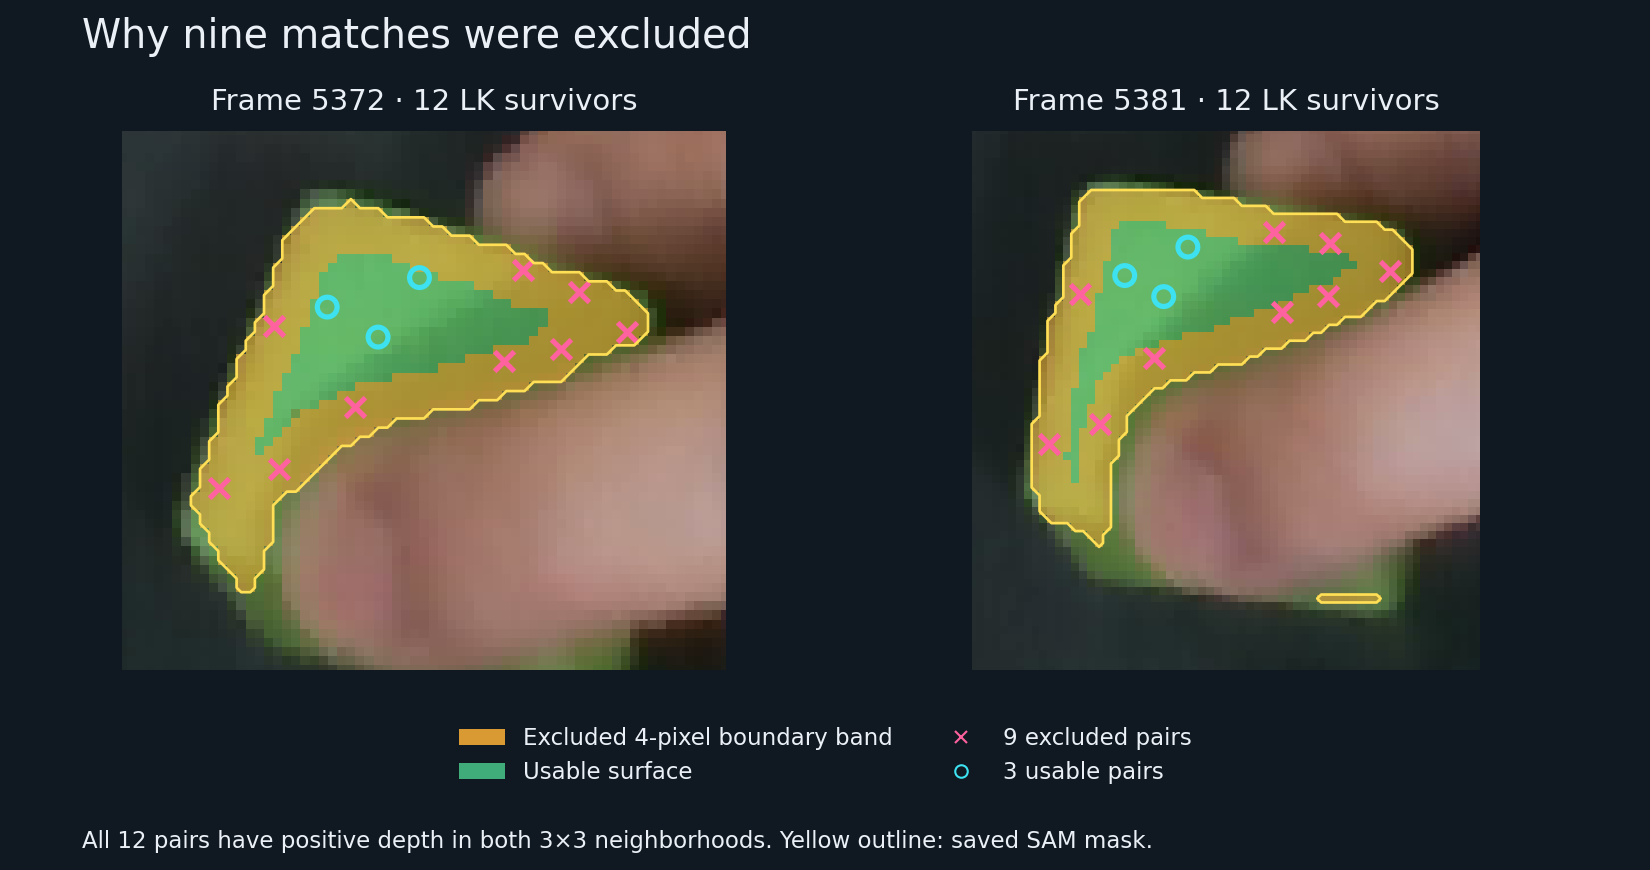 Why nine matches were excluded
Frame 5372 · 12 LK survivors
Frame 5381 · 12 LK survivors
Excluded 4-pixel boundary band
9 excluded pairs
Usable surface
3 usable pairs
All 12 pairs have positive depth in both 3×3 neighborhoods. Yellow outline: saved SAM mask.